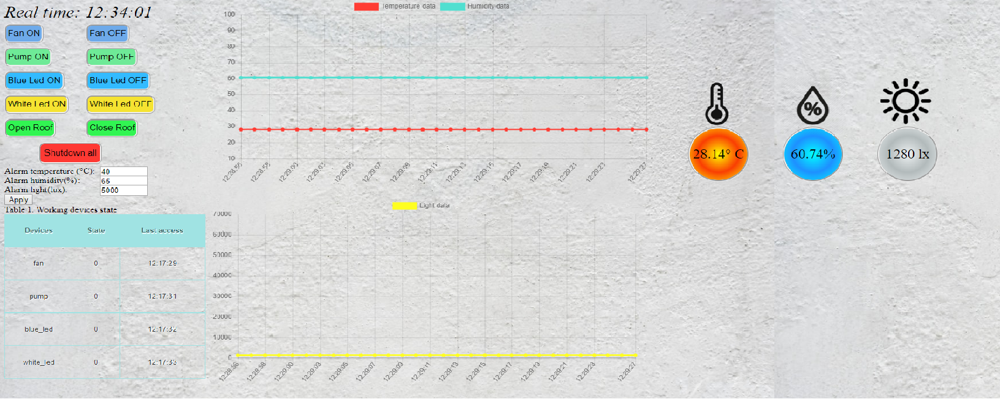 Real time: 12:34:01
Fan ON Fan OFF
Pump ON Pump OFF
Blue Led ON Blue Led OFF
White Led ON White Led OFF
Open Roof Close Roof
Shutdown all
Alarm temperature (°C): 40
Alarm humidity(%): 65
Alarm light(lux): 5000
Apply
Table 1. Working devices state
Devices State Last access
fan 0 12:17:29
pump 0 12:17:31
blue_led 0 12:17:32
white_led 0 12:17:33
Temperature data Humidity data
100
90
80
70
60
50
40
30
20
10
12:28:56 12:28:58 12:29:00 12:29:03 12:29:05 12:29:07 12:29:09 12:29:11 12:29:13 12:29:15 12:29:17 12:29:19 12:29:21 12:29:23 12:29:27
Light data
70000
60000
50000
40000
30000
20000
10000
0
12:28:56 12:28:58 12:29:00 12:29:03 12:29:05 12:29:07 12:29:09 12:29:11 12:29:13 12:29:15 12:29:17 12:29:19 12:29:21 12:29:23 12:29:27
%
28.14° C 60.74% 1280 lx